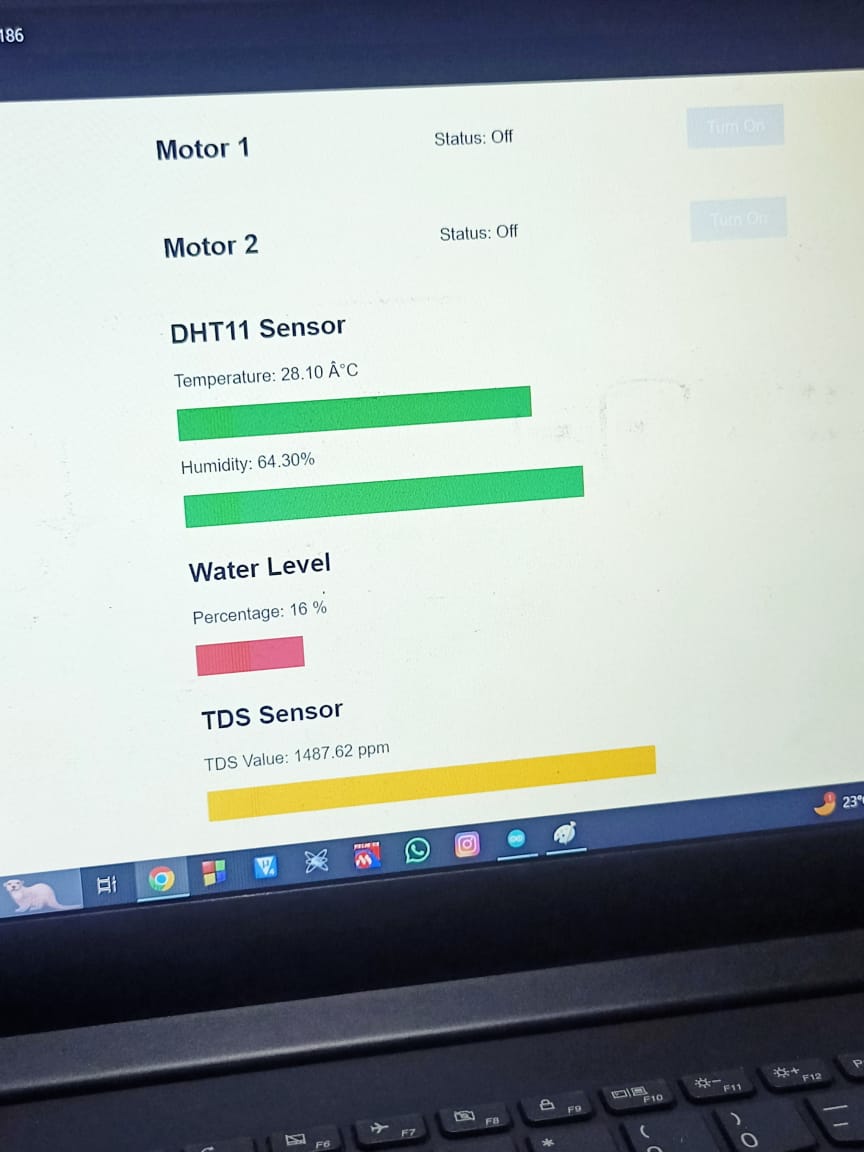 186
Motor 1
Status: Off
Turn On
Motor 2
Status: Off
Turn On
DHT11 Sensor
Temperature: 28.10 Â°C
Humidity: 64.30%
Water Level
Percentage: 16 %
TDS Sensor
TDS Value: 1487.62 ppm
1
23°
F6
F7
F8
F9
F10
F11
F12
P
*
(
)
0